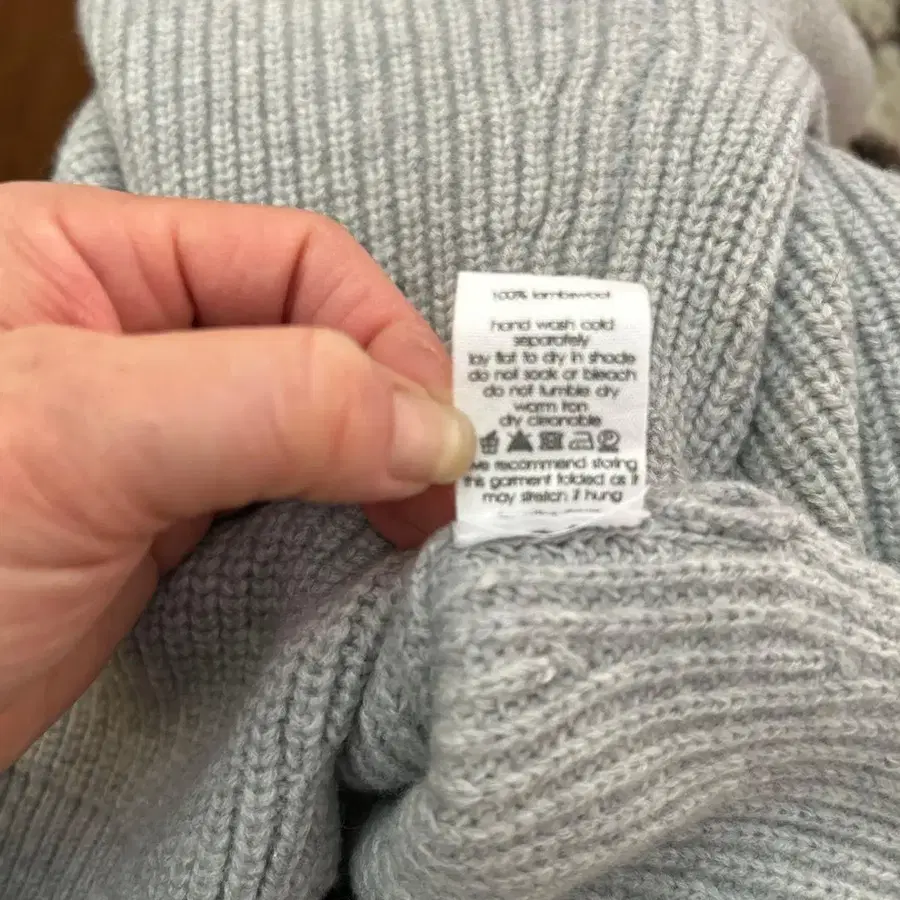 100% lambswool
hand wash cold
separately
lay flat to dry in shade
do not soak or bleach
do not tumble dry
warm iron
dry cleanable
we recommend storing
this garment folded as it
may stretch if hung